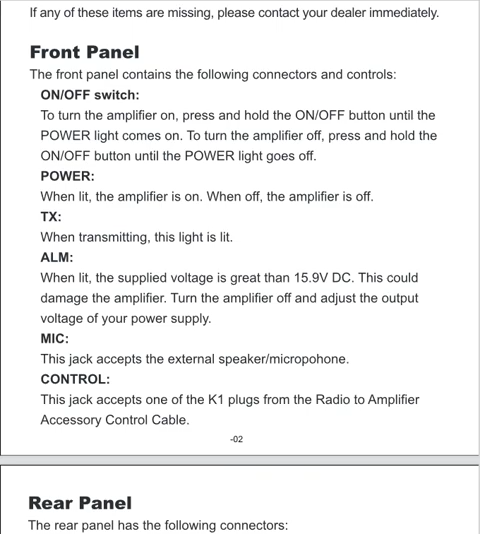 If any of these items are missing, please contact your dealer immediately.
Front Panel
The front panel contains the following connectors and controls:
ON/OFF switch:
To turn the amplifier on, press and hold the ON/OFF button until the
POWER light comes on. To turn the amplifier off, press and hold the
ON/OFF button until the POWER light goes off.
POWER:
When lit, the amplifier is on. When off, the amplifier is off.
TX:
When transmitting, this light is lit.
ALM:
When lit, the supplied voltage is great than 15.9V DC. This could
damage the amplifier. Turn the amplifier off and adjust the output
voltage of your power supply.
MIC:
This jack accepts the external speaker/micropohone.
CONTROL:
This jack accepts one of the K1 plugs from the Radio to Amplifier
Accessory Control Cable.
-02
Rear Panel
The rear panel has the following connectors: